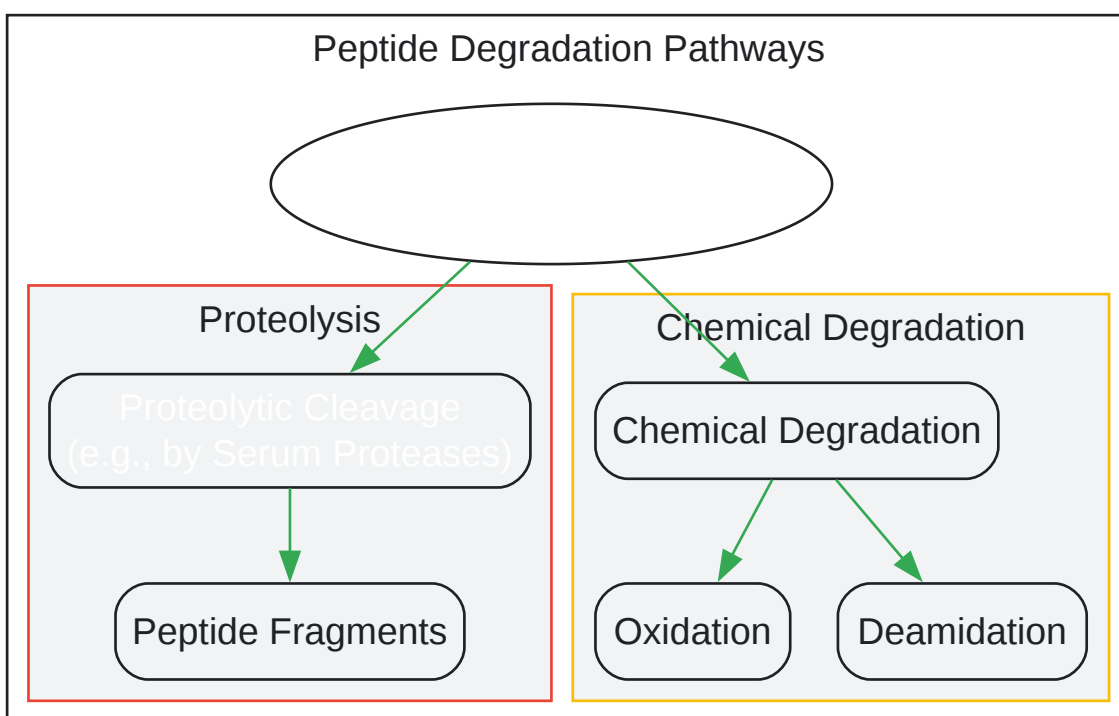 Peptide Degradation Pathways
Proteolysis
Chemical Degradation
Proteolytic Cleavage
(e.g., by Serum Proteases)
Chemical Degradation
Peptide Fragments
Oxidation
Deamidation